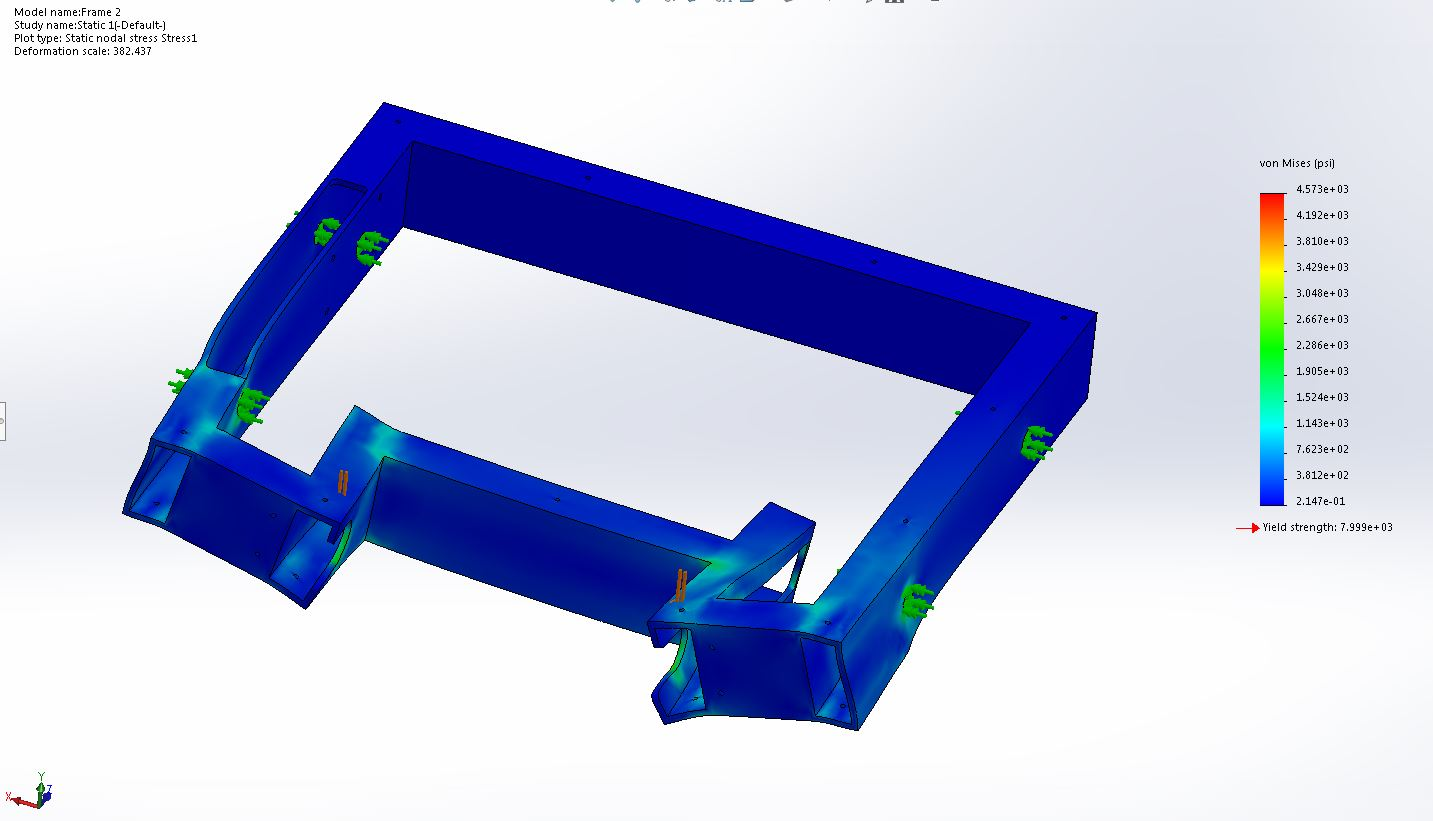 Model name:Frame 2
Study name:Static 1(-Default-)
Plot type: Static nodal stress Stress1
Deformation scale: 382.437
von Mises (psi)
4.573e+03
4.192e+03
3.810e+03
3.429e+03
3.048e+03
2.667e+03
2.286e+03
1.905e+03
1.524e+03
1.143e+03
7.623e+02
3.812e+02
2.147e-01
Yield strength: 7.999e+03
Y
X
Z